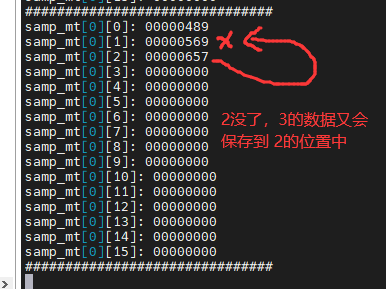 ##############################
samp_mt[0][0]: 00000489
samp_mt[0][1]: 00000569
samp_mt[0][2]: 00000657
samp_mt[0][3]: 00000000
samp_mt[0][4]: 00000000
samp_mt[0][5]: 00000000
samp_mt[0][6]: 00000000
samp_mt[0][7]: 00000000
samp_mt[0][8]: 00000000
samp_mt[0][9]: 00000000
samp_mt[0][10]: 00000000
samp_mt[0][11]: 00000000
samp_mt[0][12]: 00000000
samp_mt[0][13]: 00000000
samp_mt[0][14]: 00000000
samp_mt[0][15]: 00000000
##############################
2没了，3的数据又会
保存到 2的位置中